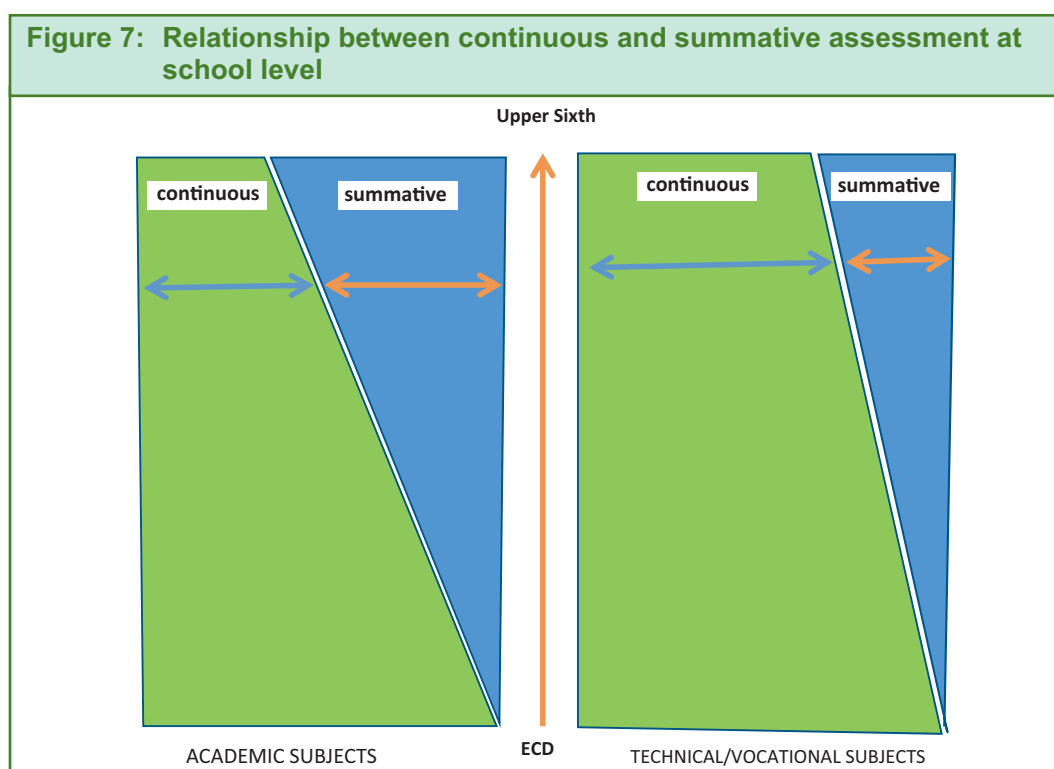 Figure 7: Relationship between continuous and summative assessment at
school level
Upper Sixth
continuous
summative
continuous
summative
ACADEMIC SUBJECTS
ECD
TECHNICAL/VOCATIONAL SUBJECTS